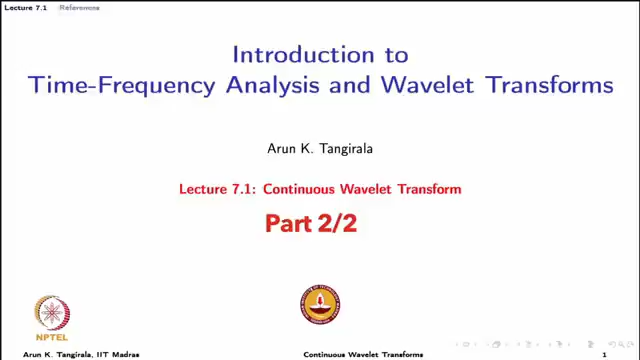 Lecture 7.1 References
Introduction to
Time-Frequency Analysis and Wavelet Transforms
Arun K. Tangirala
Lecture 7.1: Continuous Wavelet Transform
Part 2/2
NPTEL
Arun K. Tangirala, IIT Madras Continuous Wavelet Transforms 1